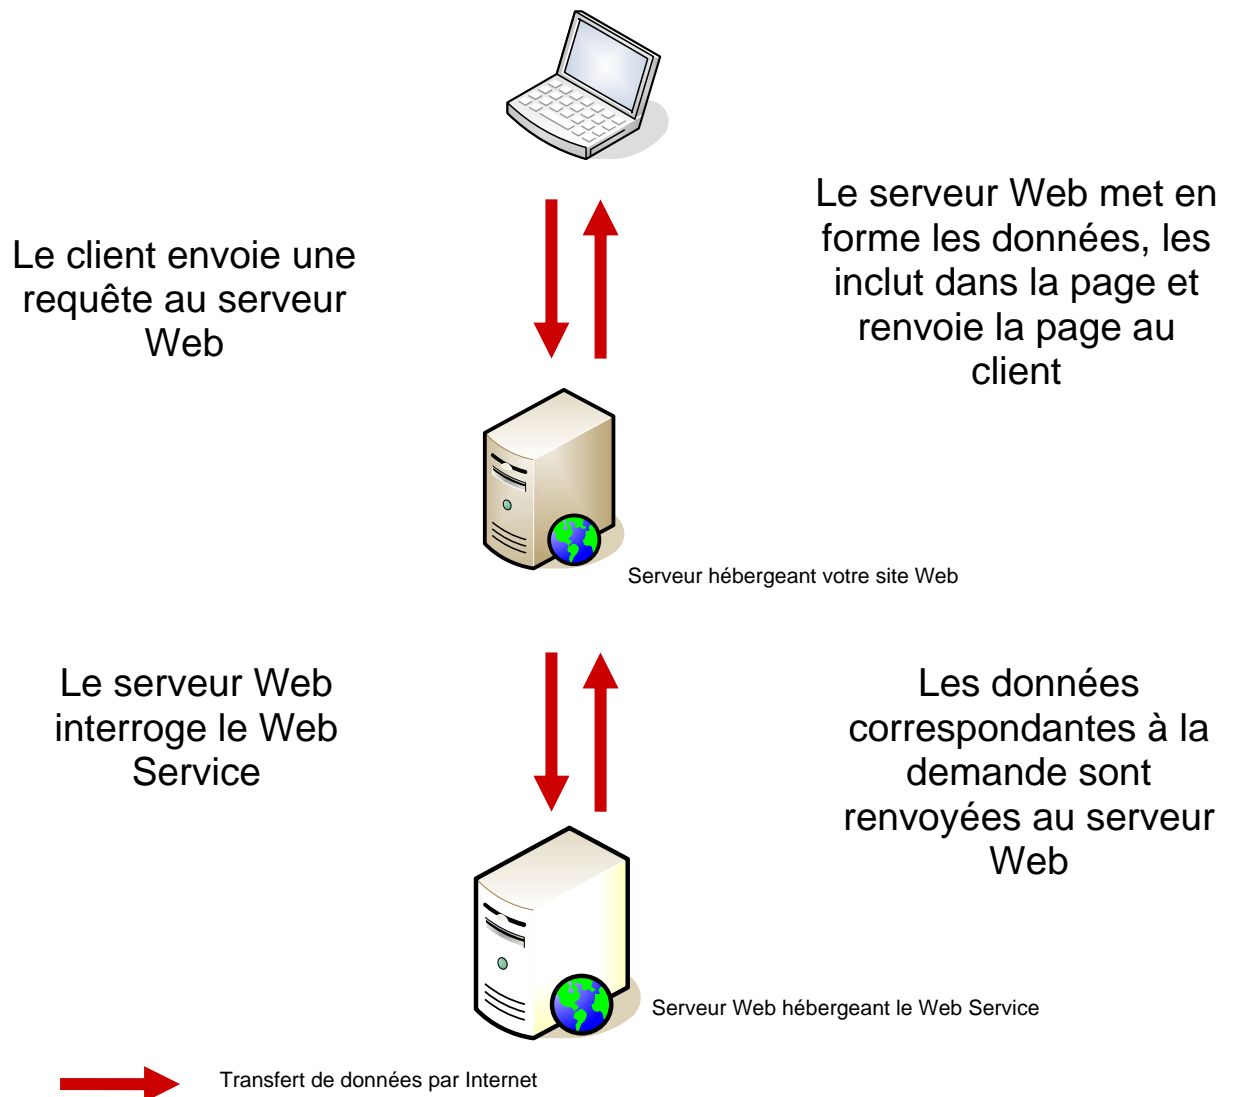 Le client envoie une
requête au serveur
Web
Le serveur Web met en
forme les données, les
inclut dans la page et
renvoie la page au
client
Serveur hébergeant votre site Web
Le serveur Web
interroge le Web
Service
Les données
correspondantes à la
demande sont
renvoyées au serveur
Web
Serveur Web hébergeant le Web Service
Transfert de données par Internet